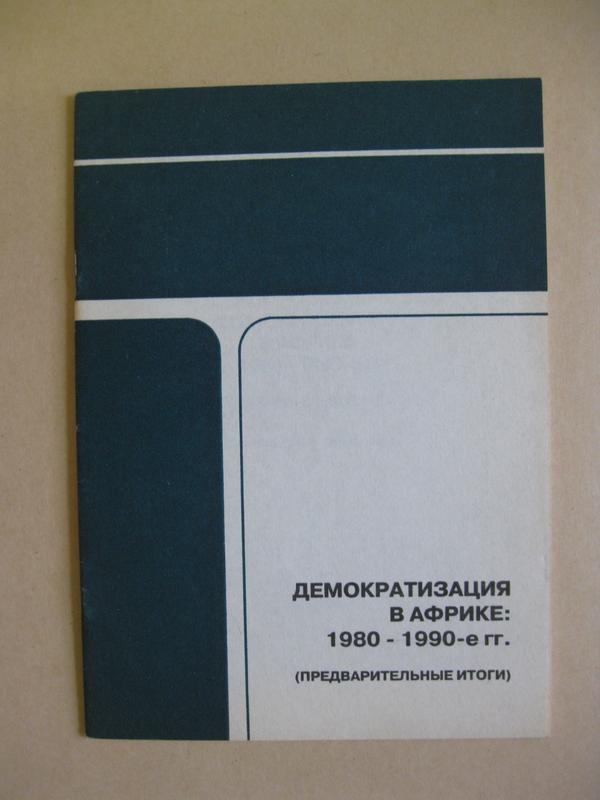 ДЕМОКРАТИЗАЦИЯ
В АФРИКЕ:
1980 - 1990-е гг.
(ПРЕДВАРИТЕЛЬНЫЕ ИТОГИ)